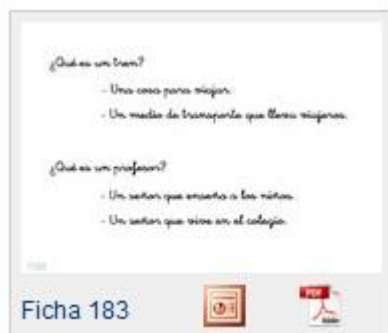 ¿Qué es un tren?
- Una cosa para viajar.
- Un medio de transporte que lleva viajeros.
¿Qué es un profesor?
- Un señor que enseña a los niños.
- Un señor que vive en el colegio.
Ficha 183
PDF